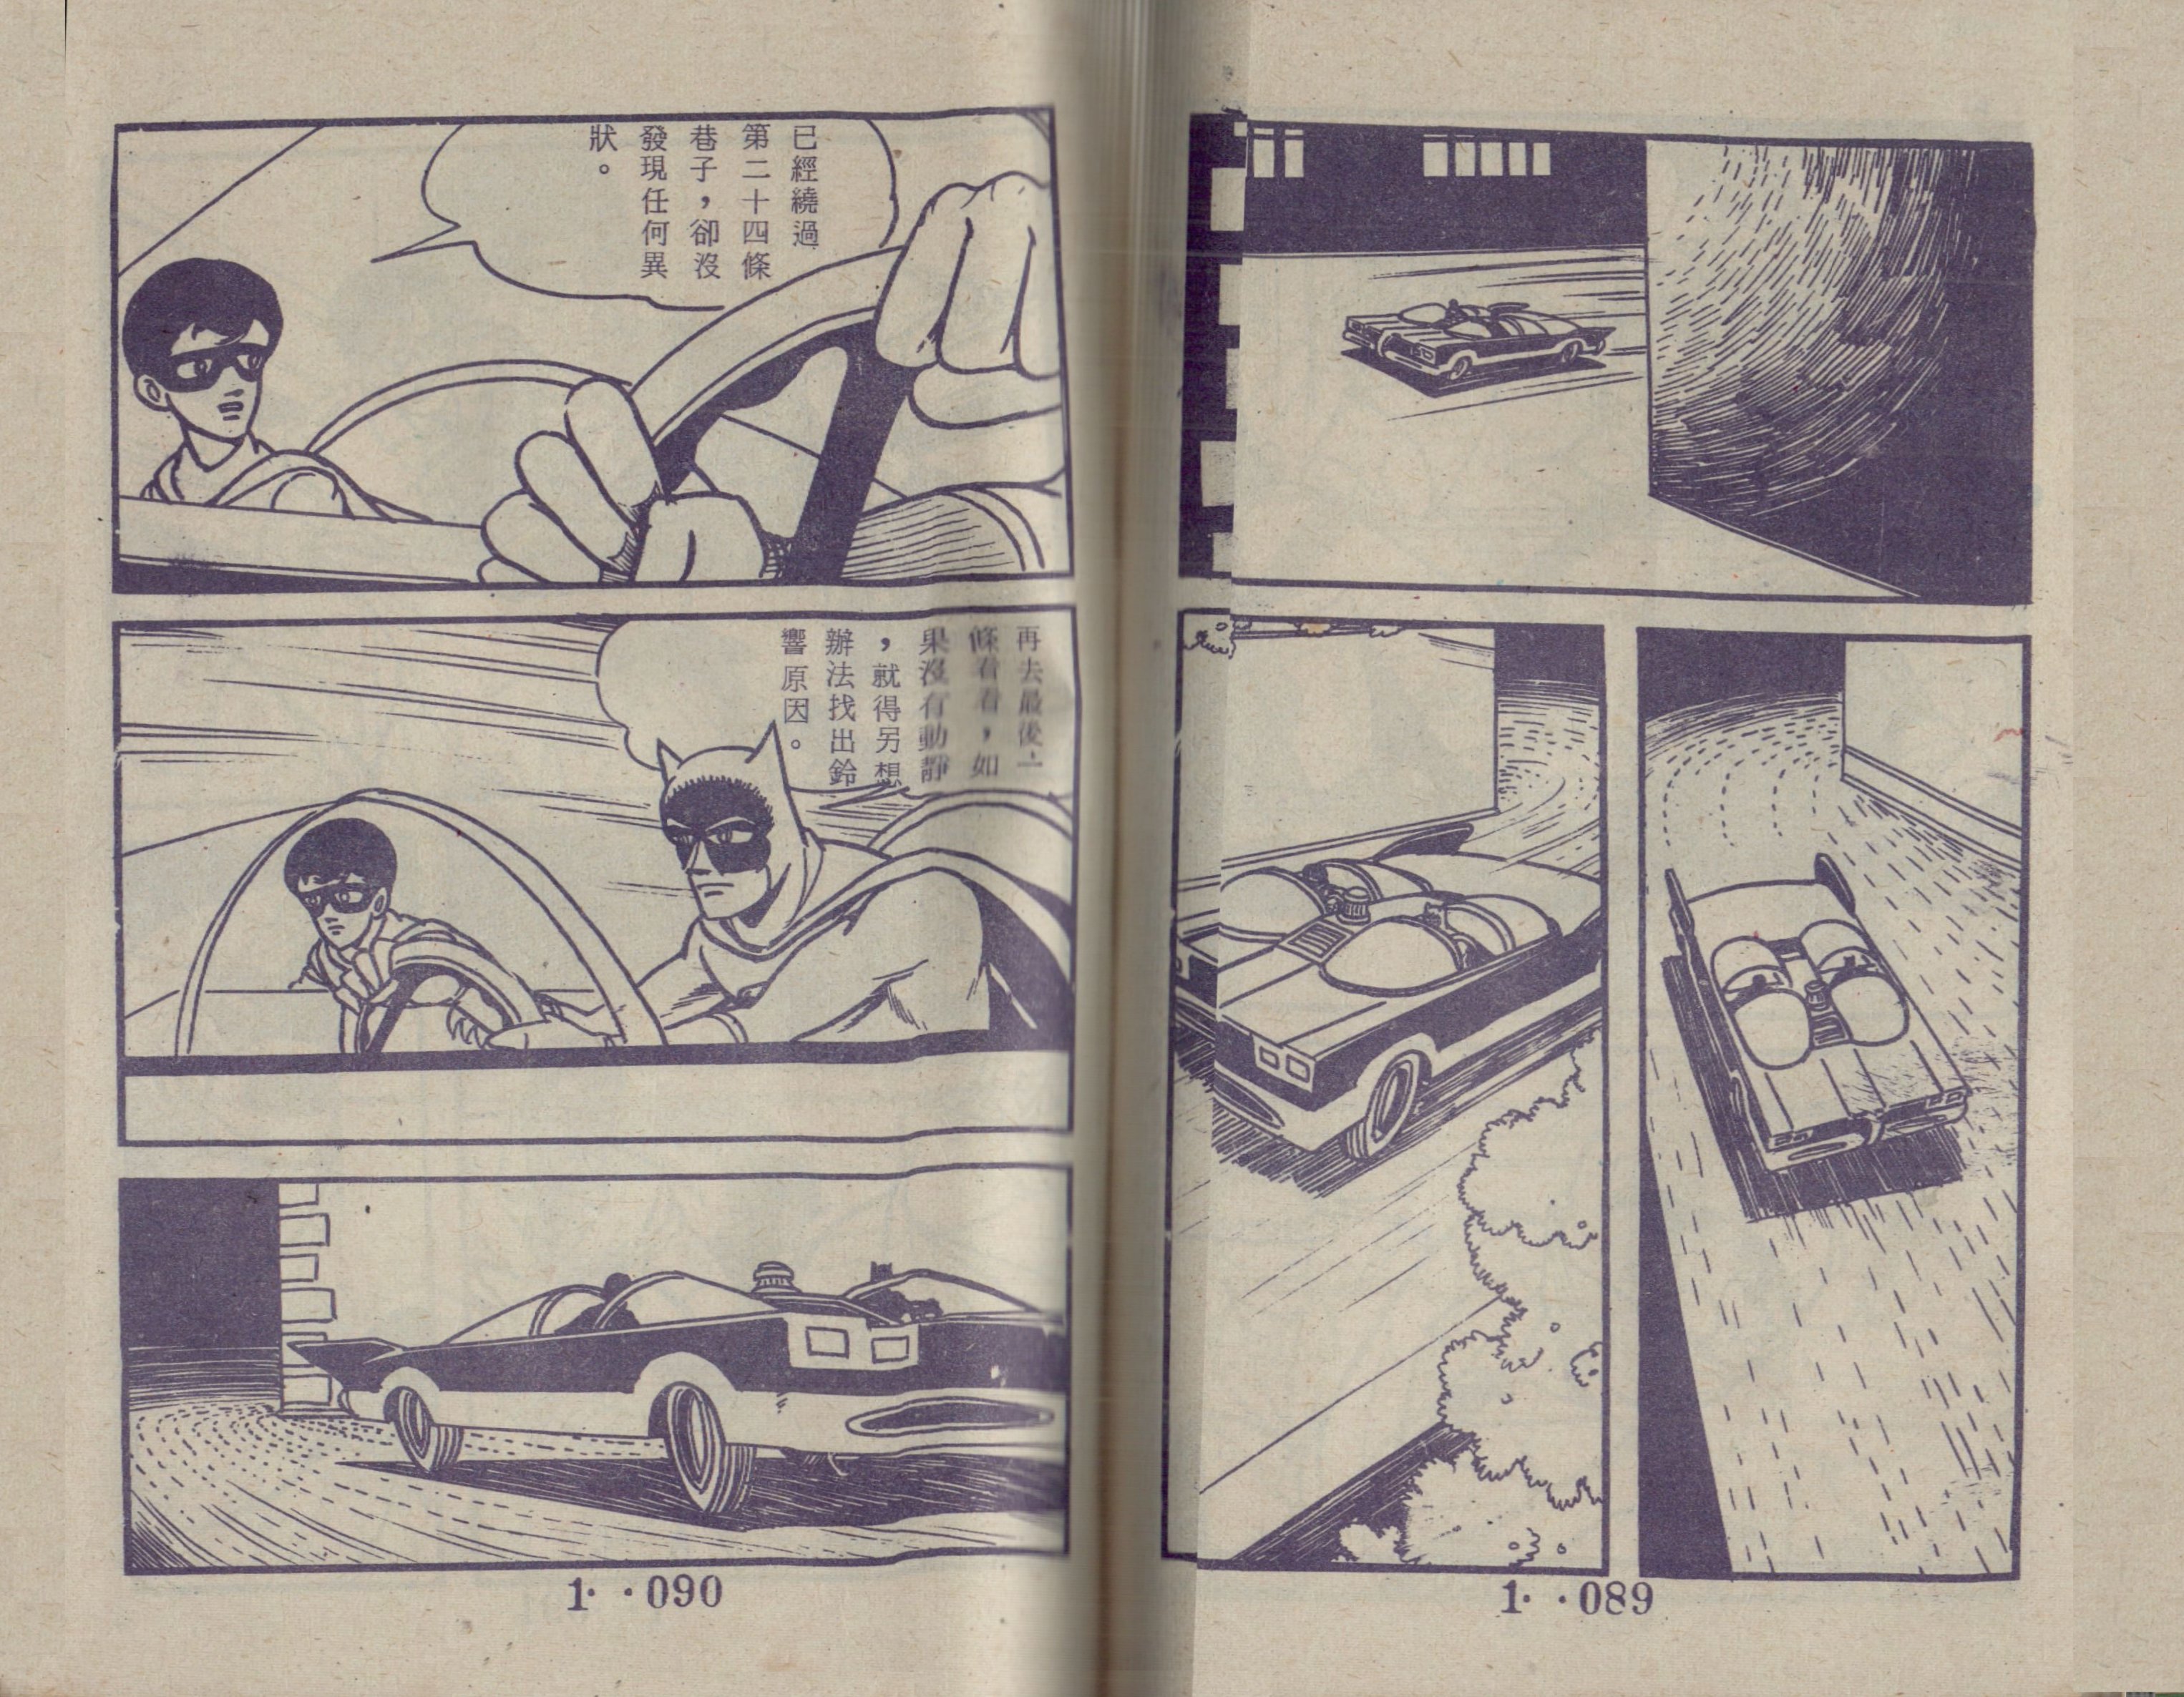 1··089
已經繞過
第二十四條
巷子，卻沒
發現任何異
狀。
再去最後一
條看看，如
果沒有動靜
，就得另想
辦法找出鈴
響原因。
1··090